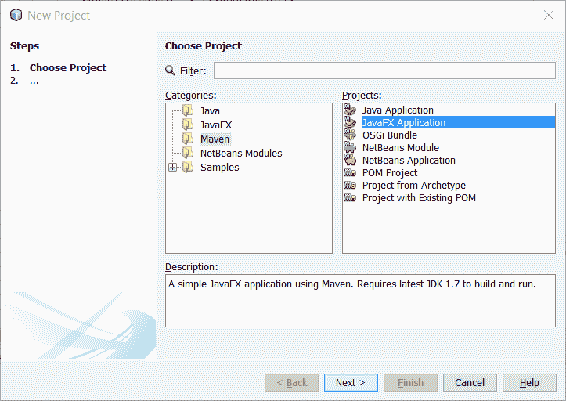 New Project
Steps
1. Choose Project
2. ...
Choose Project
Filter:
Categories:
Java
JavaFX
Maven
NetBeans Modules
Samples
Projects:
Java Application
JavaFX Application
OSGi Bundle
NetBeans Module
NetBeans Application
POM Project
Project from Archetype
Project with Existing POM
Description:
A simple JavaFX application using Maven. Requires latest JDK 1.7 to build and run.
< Back
Next >
Finish
Cancel
Help